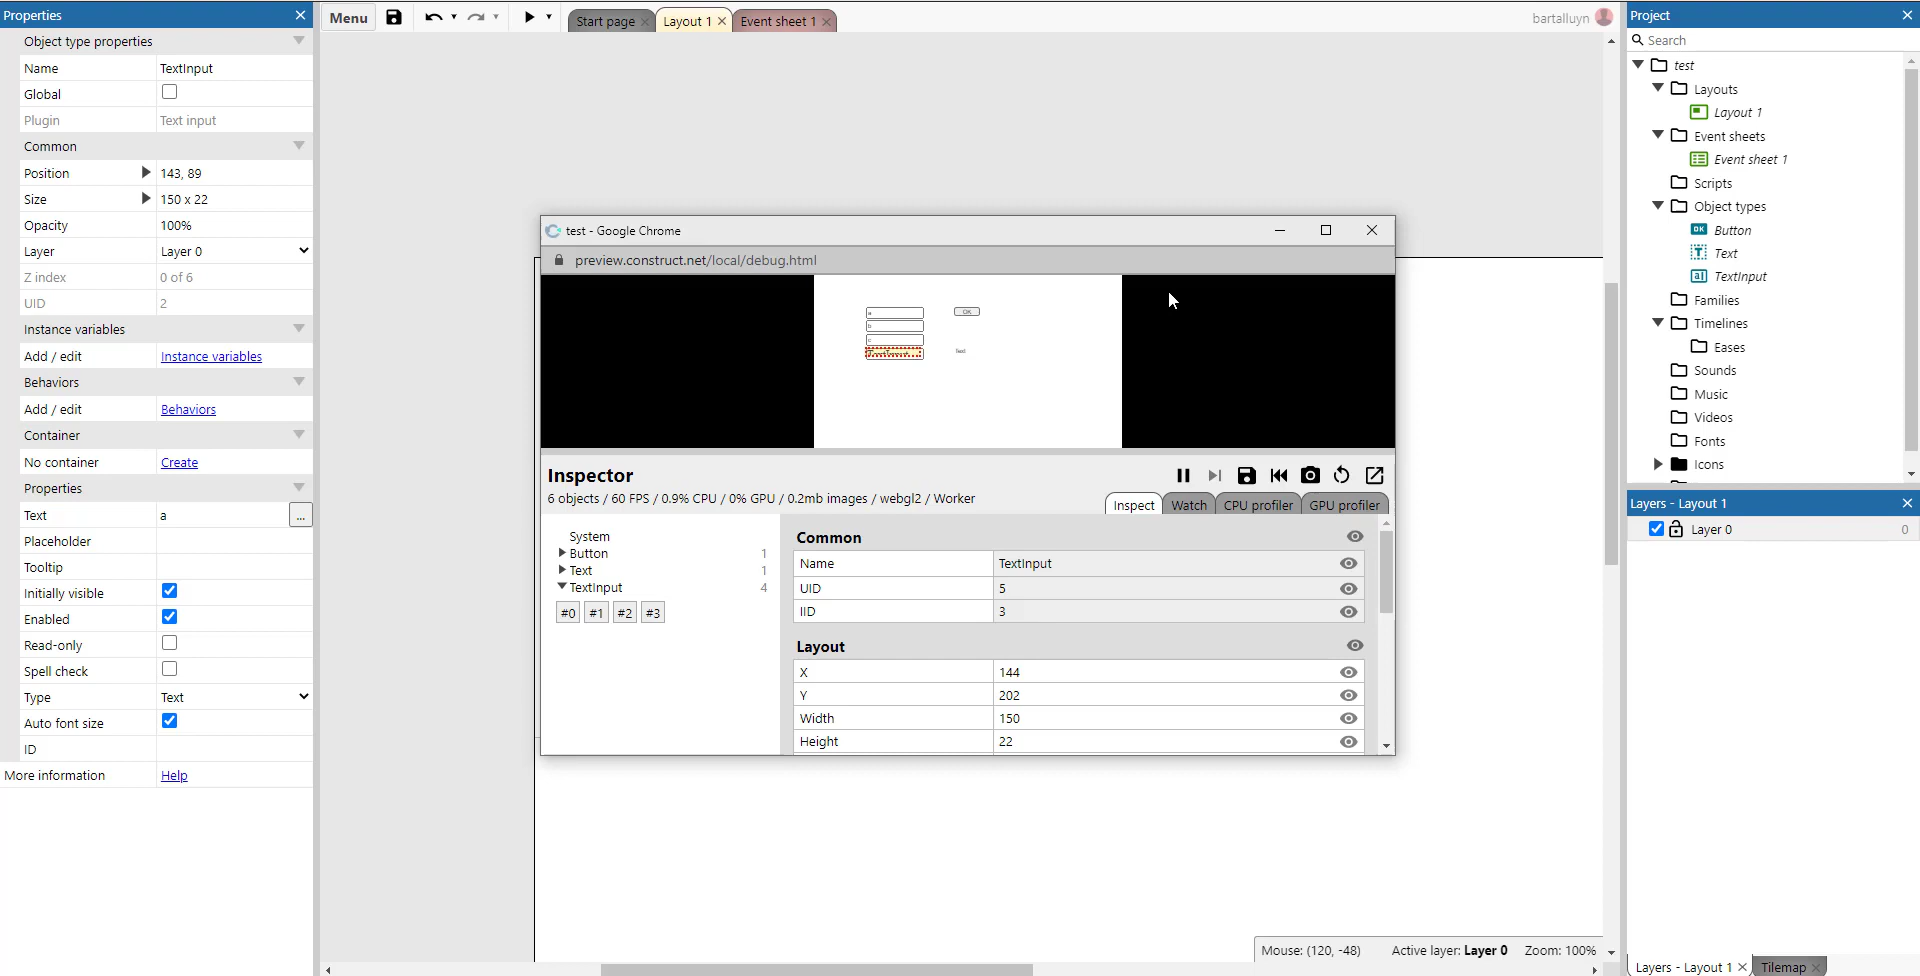 Properties
Object type properties
Name TextInput
Global
Plugin Text input
Common
Position 143, 89
Size 150 x 22
Opacity 100%
Layer Layer 0
Z index 0 of 6
UID 2
Instance variables
Add / edit Instance variables
Behaviors
Add / edit Behaviors
Container
No container Create
Properties
Text a ...
Placeholder
Tooltip
Initially visible
Enabled
Read-only
Spell check
Type Text
Auto font size
ID
More information Help
Menu
Start page Layout 1 Event sheet 1
bartalluyn
test - Google Chrome
preview.construct.net/local/debug.html
a OK
b
c
Text
Inspector
6 objects / 60 FPS / 0.9% CPU / 0% GPU / 0.2mb images / webgl2 / Worker
Inspect Watch CPU profiler GPU profiler
System
Button 1
Text 1
TextInput 4
#0 #1 #2 #3
Common
Name TextInput
UID 5
IID 3
Layout
X 144
Y 202
Width 150
Height 22
Mouse: (120, -48) Active layer: Layer 0 Zoom: 100%
Project
Search
test
Layouts
Layout 1
Event sheets
Event sheet 1
Scripts
Object types
OK Button
T Text
aI TextInput
Families
Timelines
Eases
Sounds
Music
Videos
Fonts
Icons
Layers - Layout 1
Layer 0 0
Layers - Layout 1 Tilemap